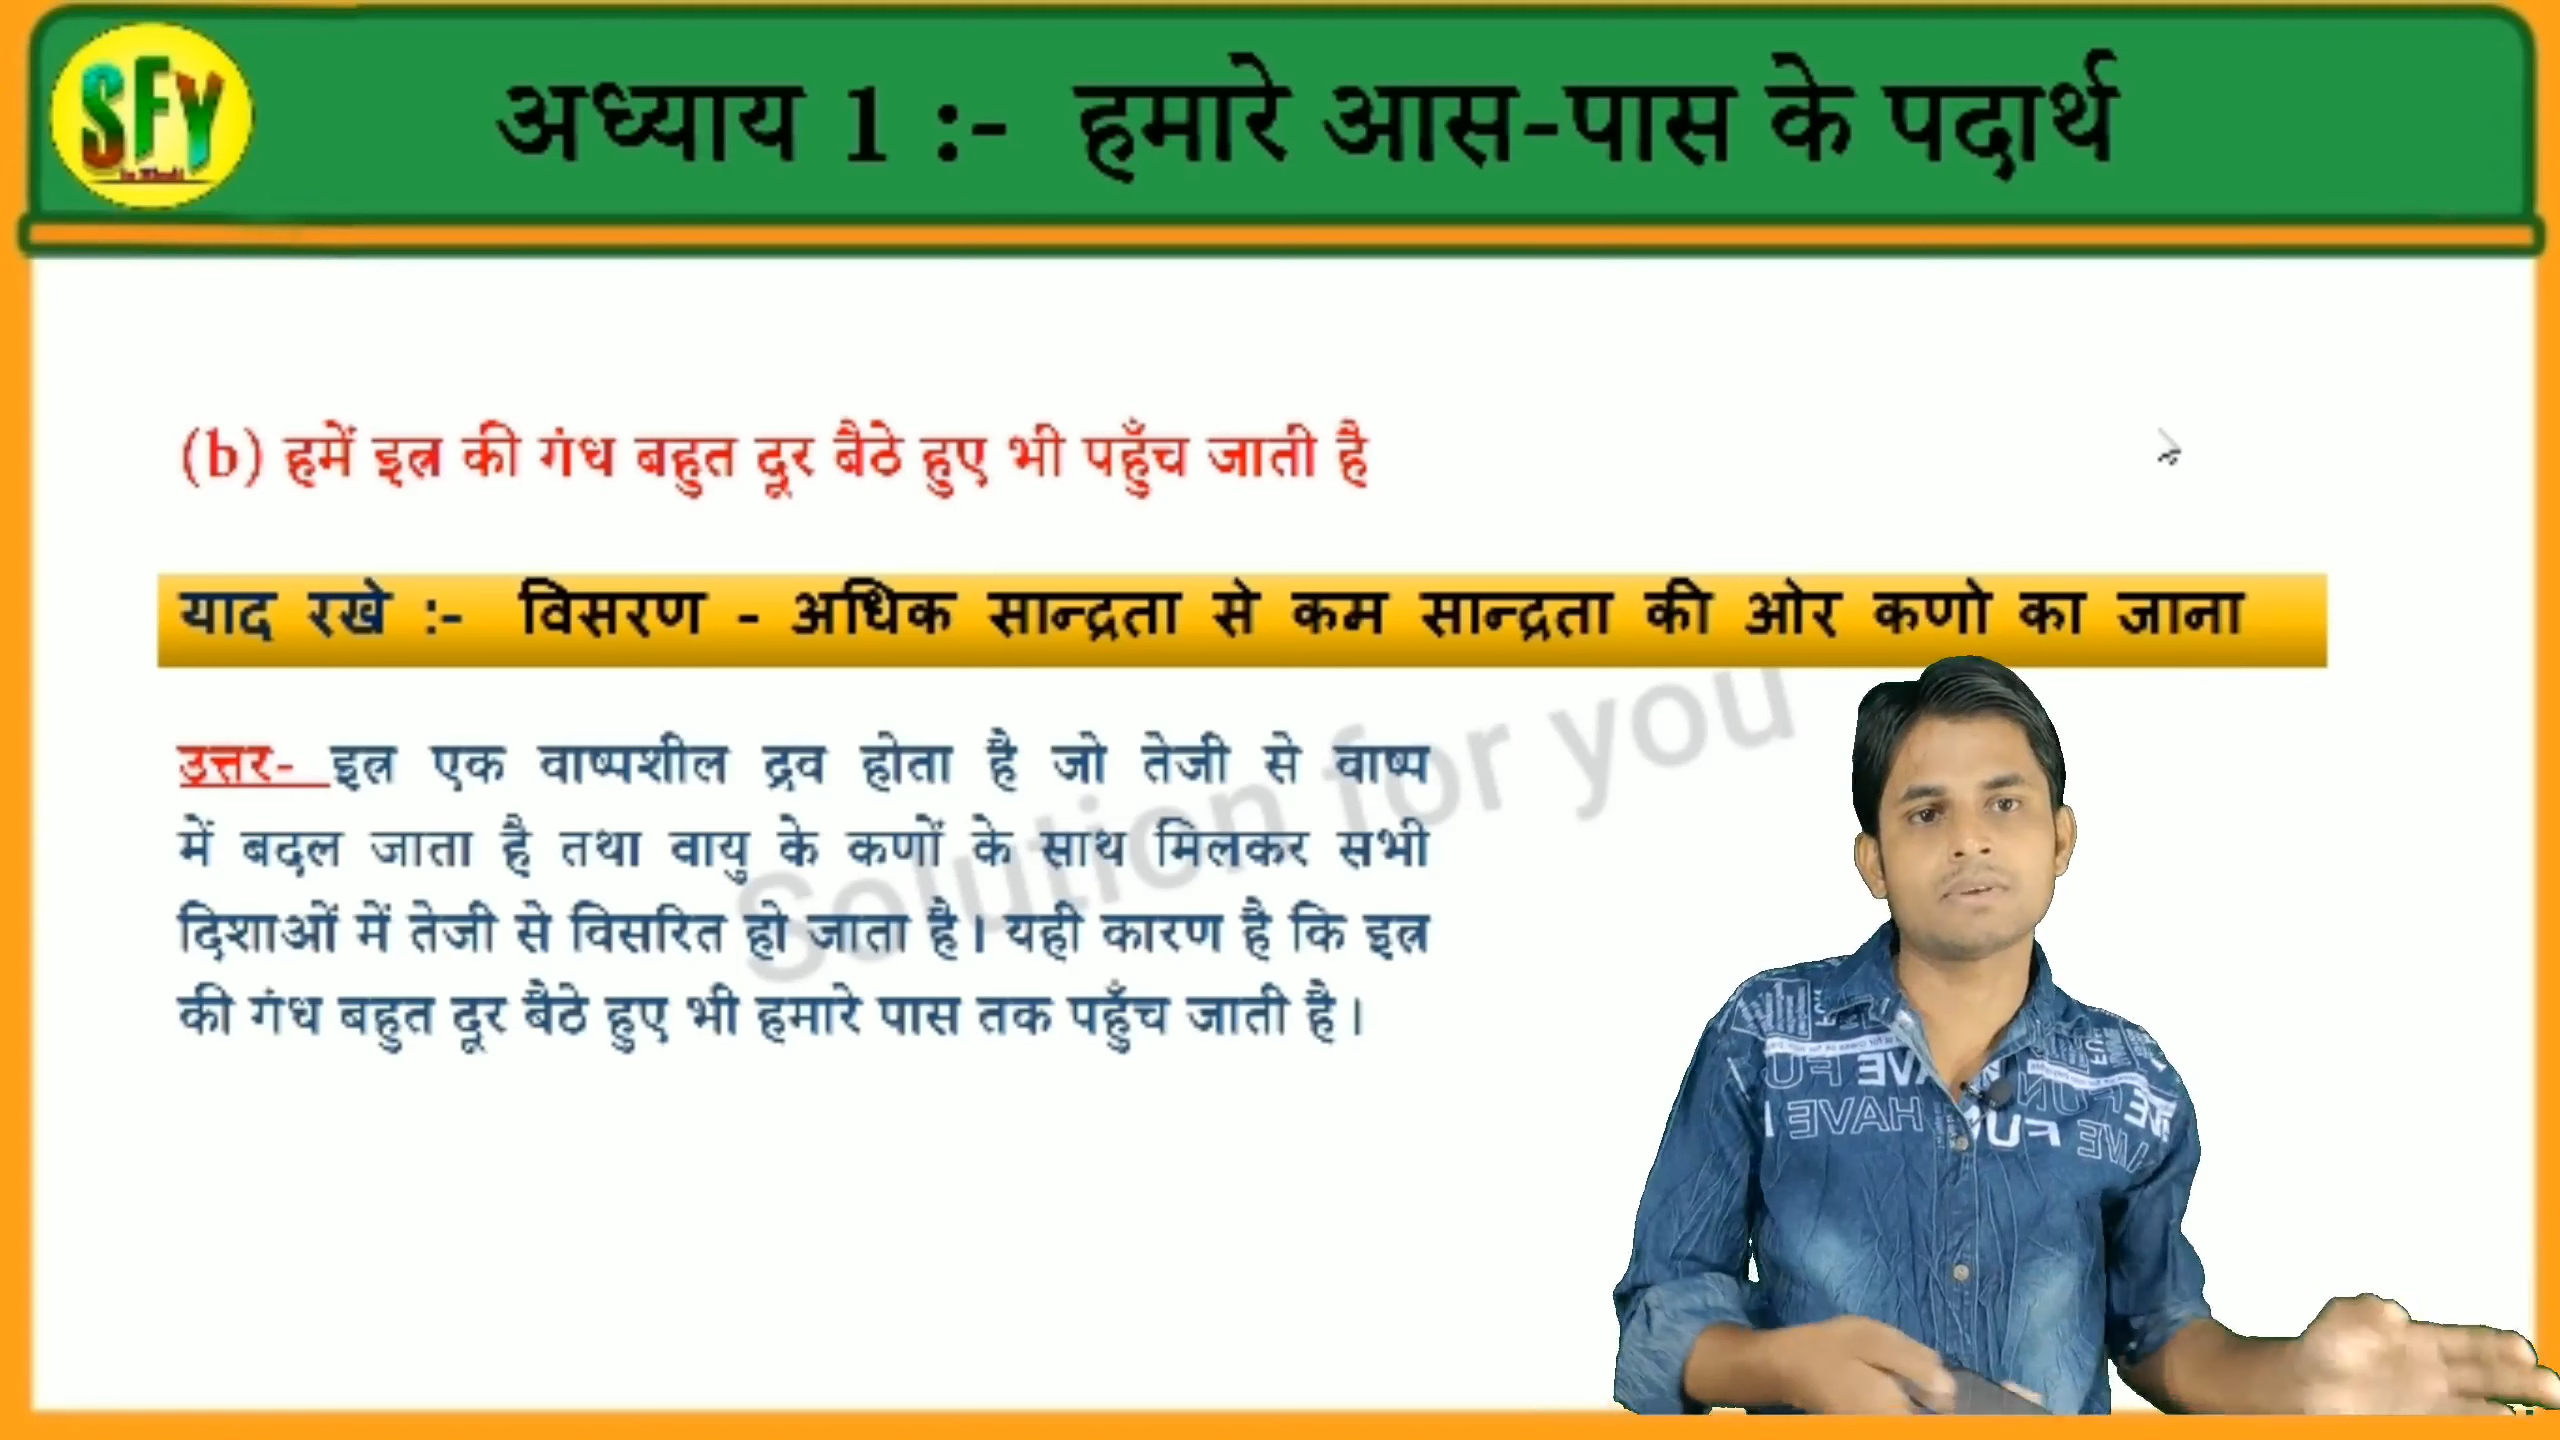 SFY
अध्याय 1 :- हमारे आस-पास के पदार्थ
(b) हमें इत्र की गंध बहुत दूर बैठे हुए भी पहुँच जाती है
याद रखे :- विसरण - अधिक सान्द्रता से कम सान्द्रता की ओर कणो का जाना
उत्तर- इत्र एक वाष्पशील द्रव होता है जो तेजी से वाष्प
में बदल जाता है तथा वायु के कणों के साथ मिलकर सभी
दिशाओं में तेजी से विसरित हो जाता है। यही कारण है कि इत्र
की गंध बहुत दूर बैठे हुए भी हमारे पास तक पहुँच जाती है।
Solution for you
HAVE FUN